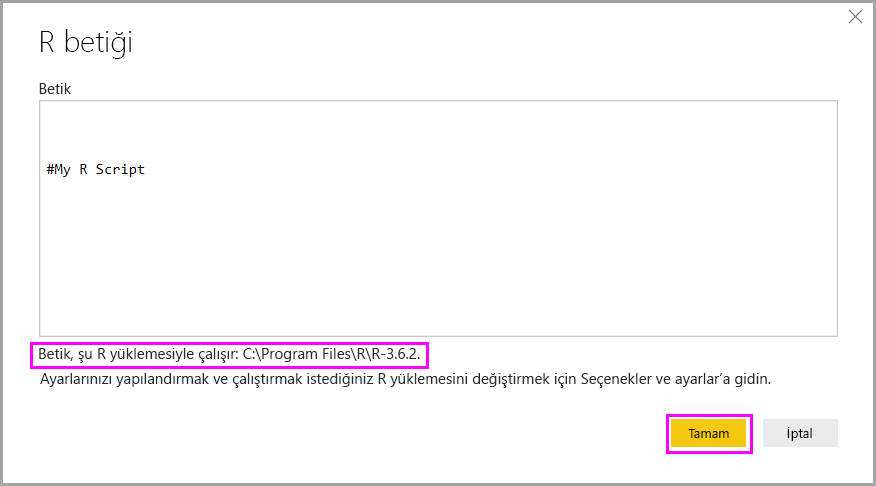 R betiği
Betik
#My R Script
Betik, şu R yüklemesiyle çalışır: C:\Program Files\R\R-3.6.2.
Ayarlarınızı yapılandırmak ve çalıştırmak istediğiniz R yüklemesini değiştirmek için Seçenekler ve ayarlar’a gidin.
Tamam
İptal